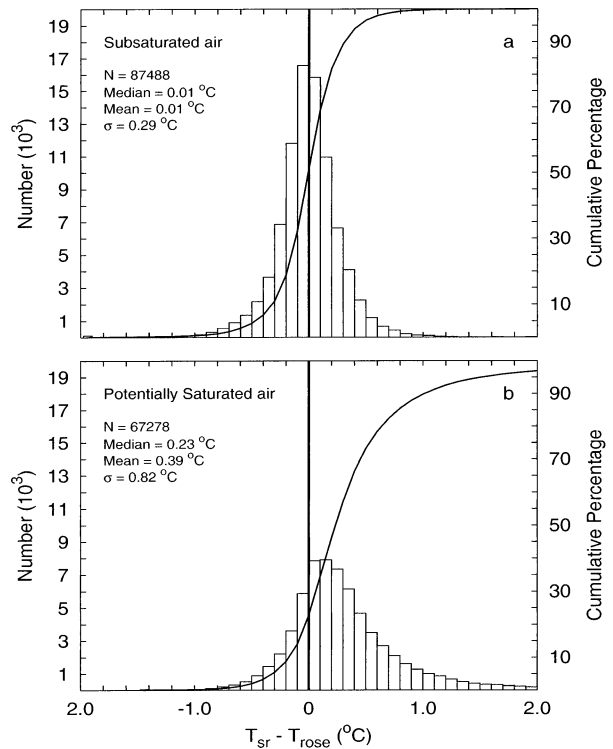 Subsaturated air
a
N = 87488
Median = 0.01 °C
Mean = 0.01 °C
σ = 0.29 °C
Number (10³)
19
17
15
13
11
9
7
5
3
1
90
70
50
30
10
Cumulative Percentage
Potentially Saturated air
b
N = 67278
Median = 0.23 °C
Mean = 0.39 °C
σ = 0.82 °C
Number (10³)
19
17
15
13
11
9
7
5
3
1
90
70
50
30
10
Cumulative Percentage
2.0 -1.0 0 1.0 2.0
Tsr - Trose (°C)